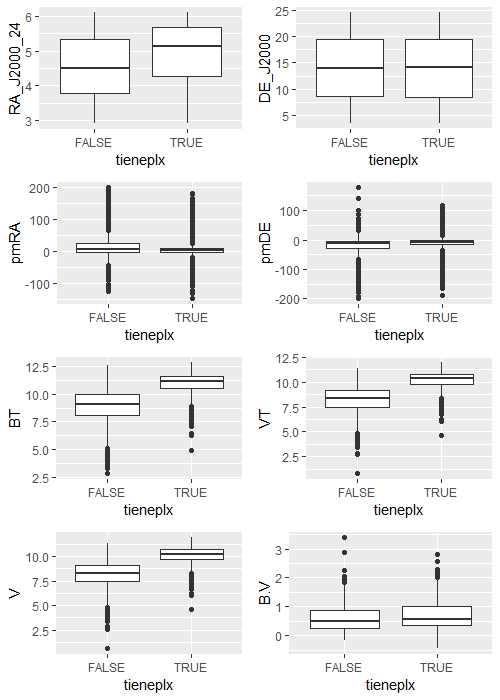 RA_J2000_24
6
5
4
3
FALSE
TRUE
tieneplx
DE_J2000
25
20
15
10
5
FALSE
TRUE
tieneplx
pmRA
200
100
0
-100
FALSE
TRUE
tieneplx
pmDE
100
0
-100
-200
FALSE
TRUE
tieneplx
BT
12.5
10.0
7.5
5.0
2.5
FALSE
TRUE
tieneplx
VT
12.5
10.0
7.5
5.0
2.5
FALSE
TRUE
tieneplx
V
10.0
7.5
5.0
2.5
FALSE
TRUE
tieneplx
B.V
3
2
1
0
FALSE
TRUE
tieneplx